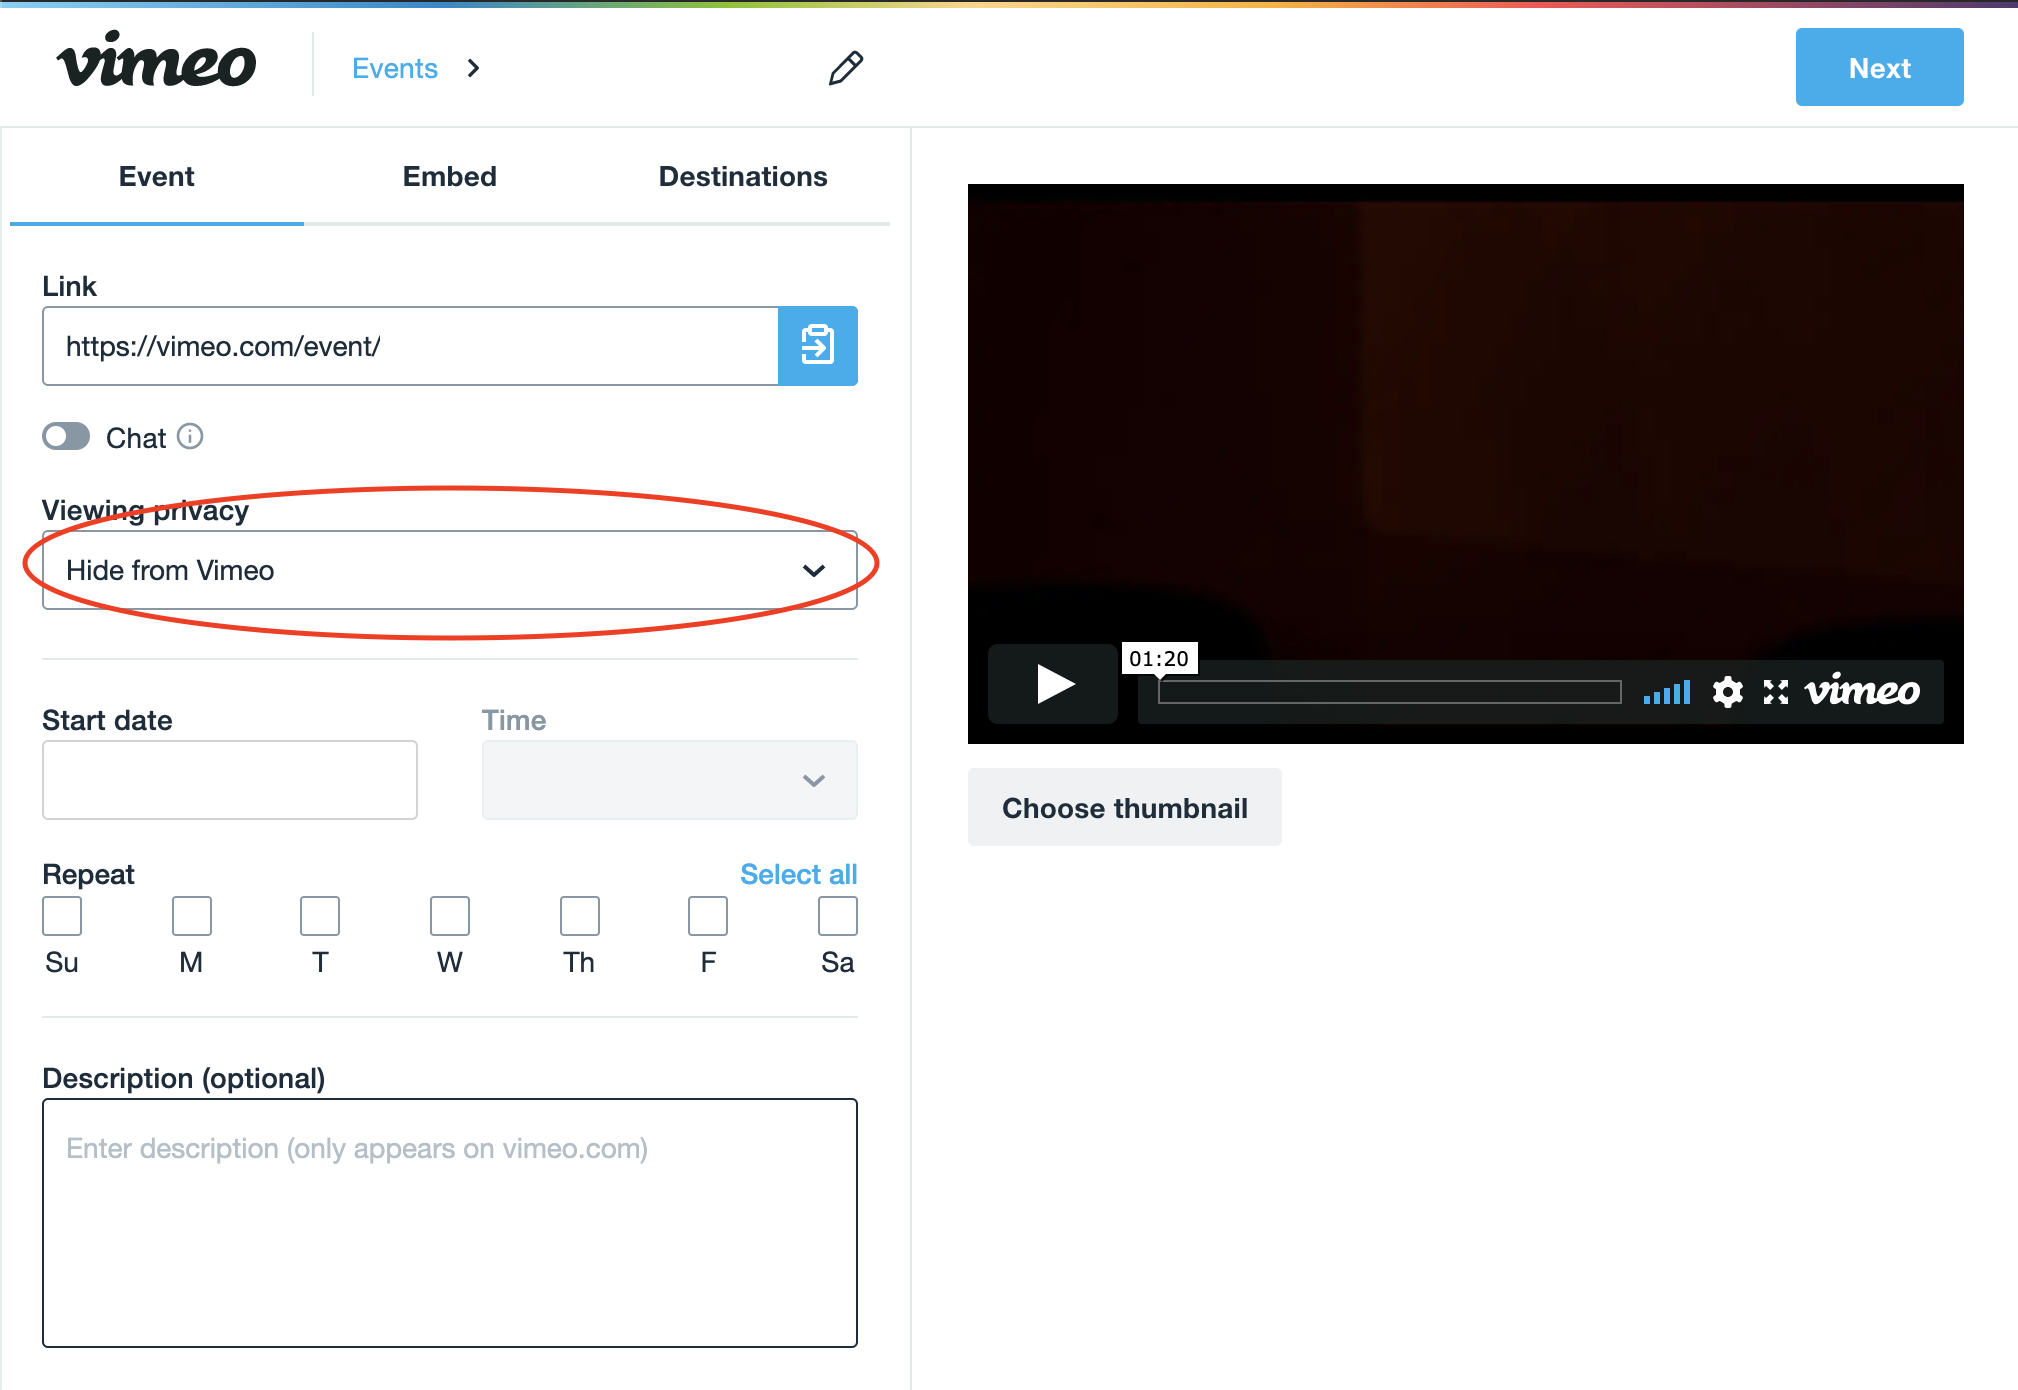 vimeo
Events
Next
Event
Embed
Destinations
Link
https://vimeo.com/event/
Chat
Viewing privacy
Hide from Vimeo
Start date
Time
Repeat
Select all
Su
M
T
W
Th
F
Sa
Description (optional)
Enter description (only appears on vimeo.com)
01:20
vimeo
Choose thumbnail